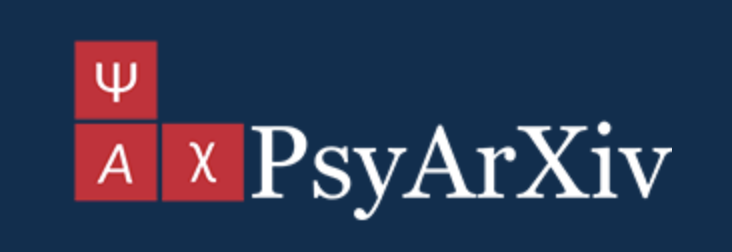 Ψ
A χ PsyArXiv